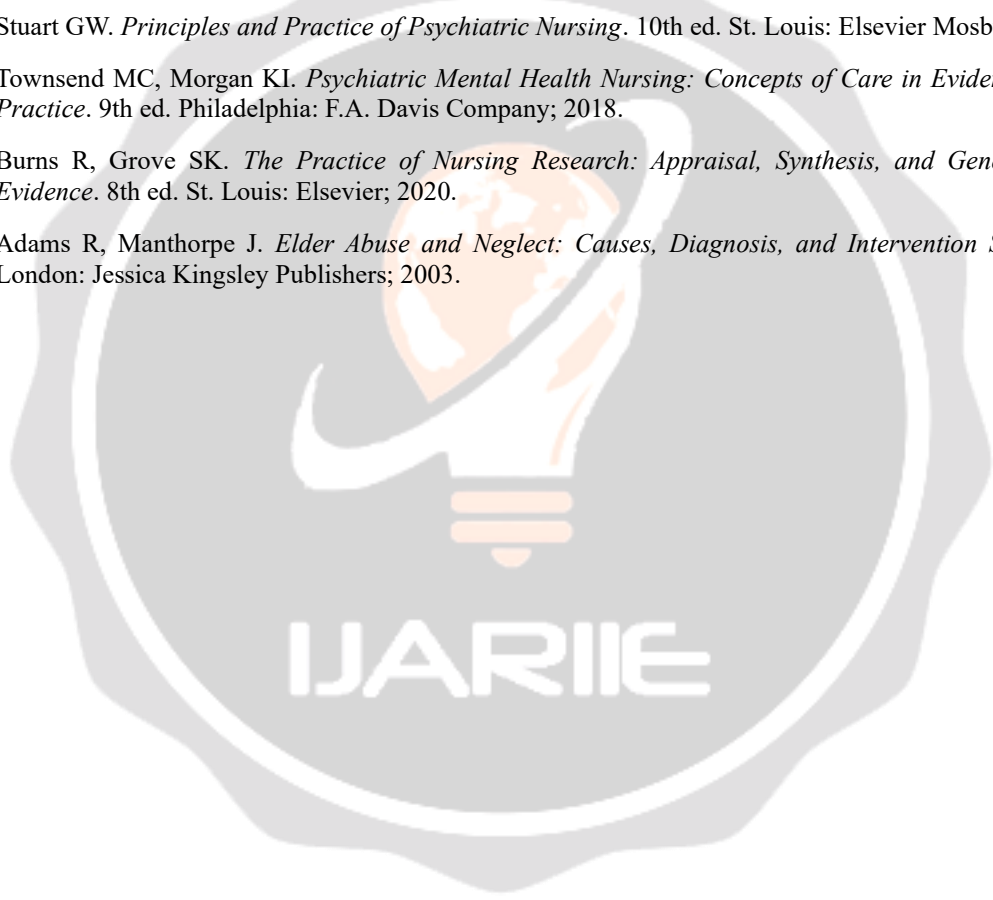 Stuart GW. Principles and Practice of Psychiatric Nursing. 10th ed. St. Louis: Elsevier Mosb
Townsend MC, Morgan KI. Psychiatric Mental Health Nursing: Concepts of Care in Eviden
Practice. 9th ed. Philadelphia: F.A. Davis Company; 2018.
Burns R, Grove SK. The Practice of Nursing Research: Appraisal, Synthesis, and Gene
Evidence. 8th ed. St. Louis: Elsevier; 2020.
Adams R, Manthorpe J. Elder Abuse and Neglect: Causes, Diagnosis, and Intervention S
London: Jessica Kingsley Publishers; 2003.
IJARIIE